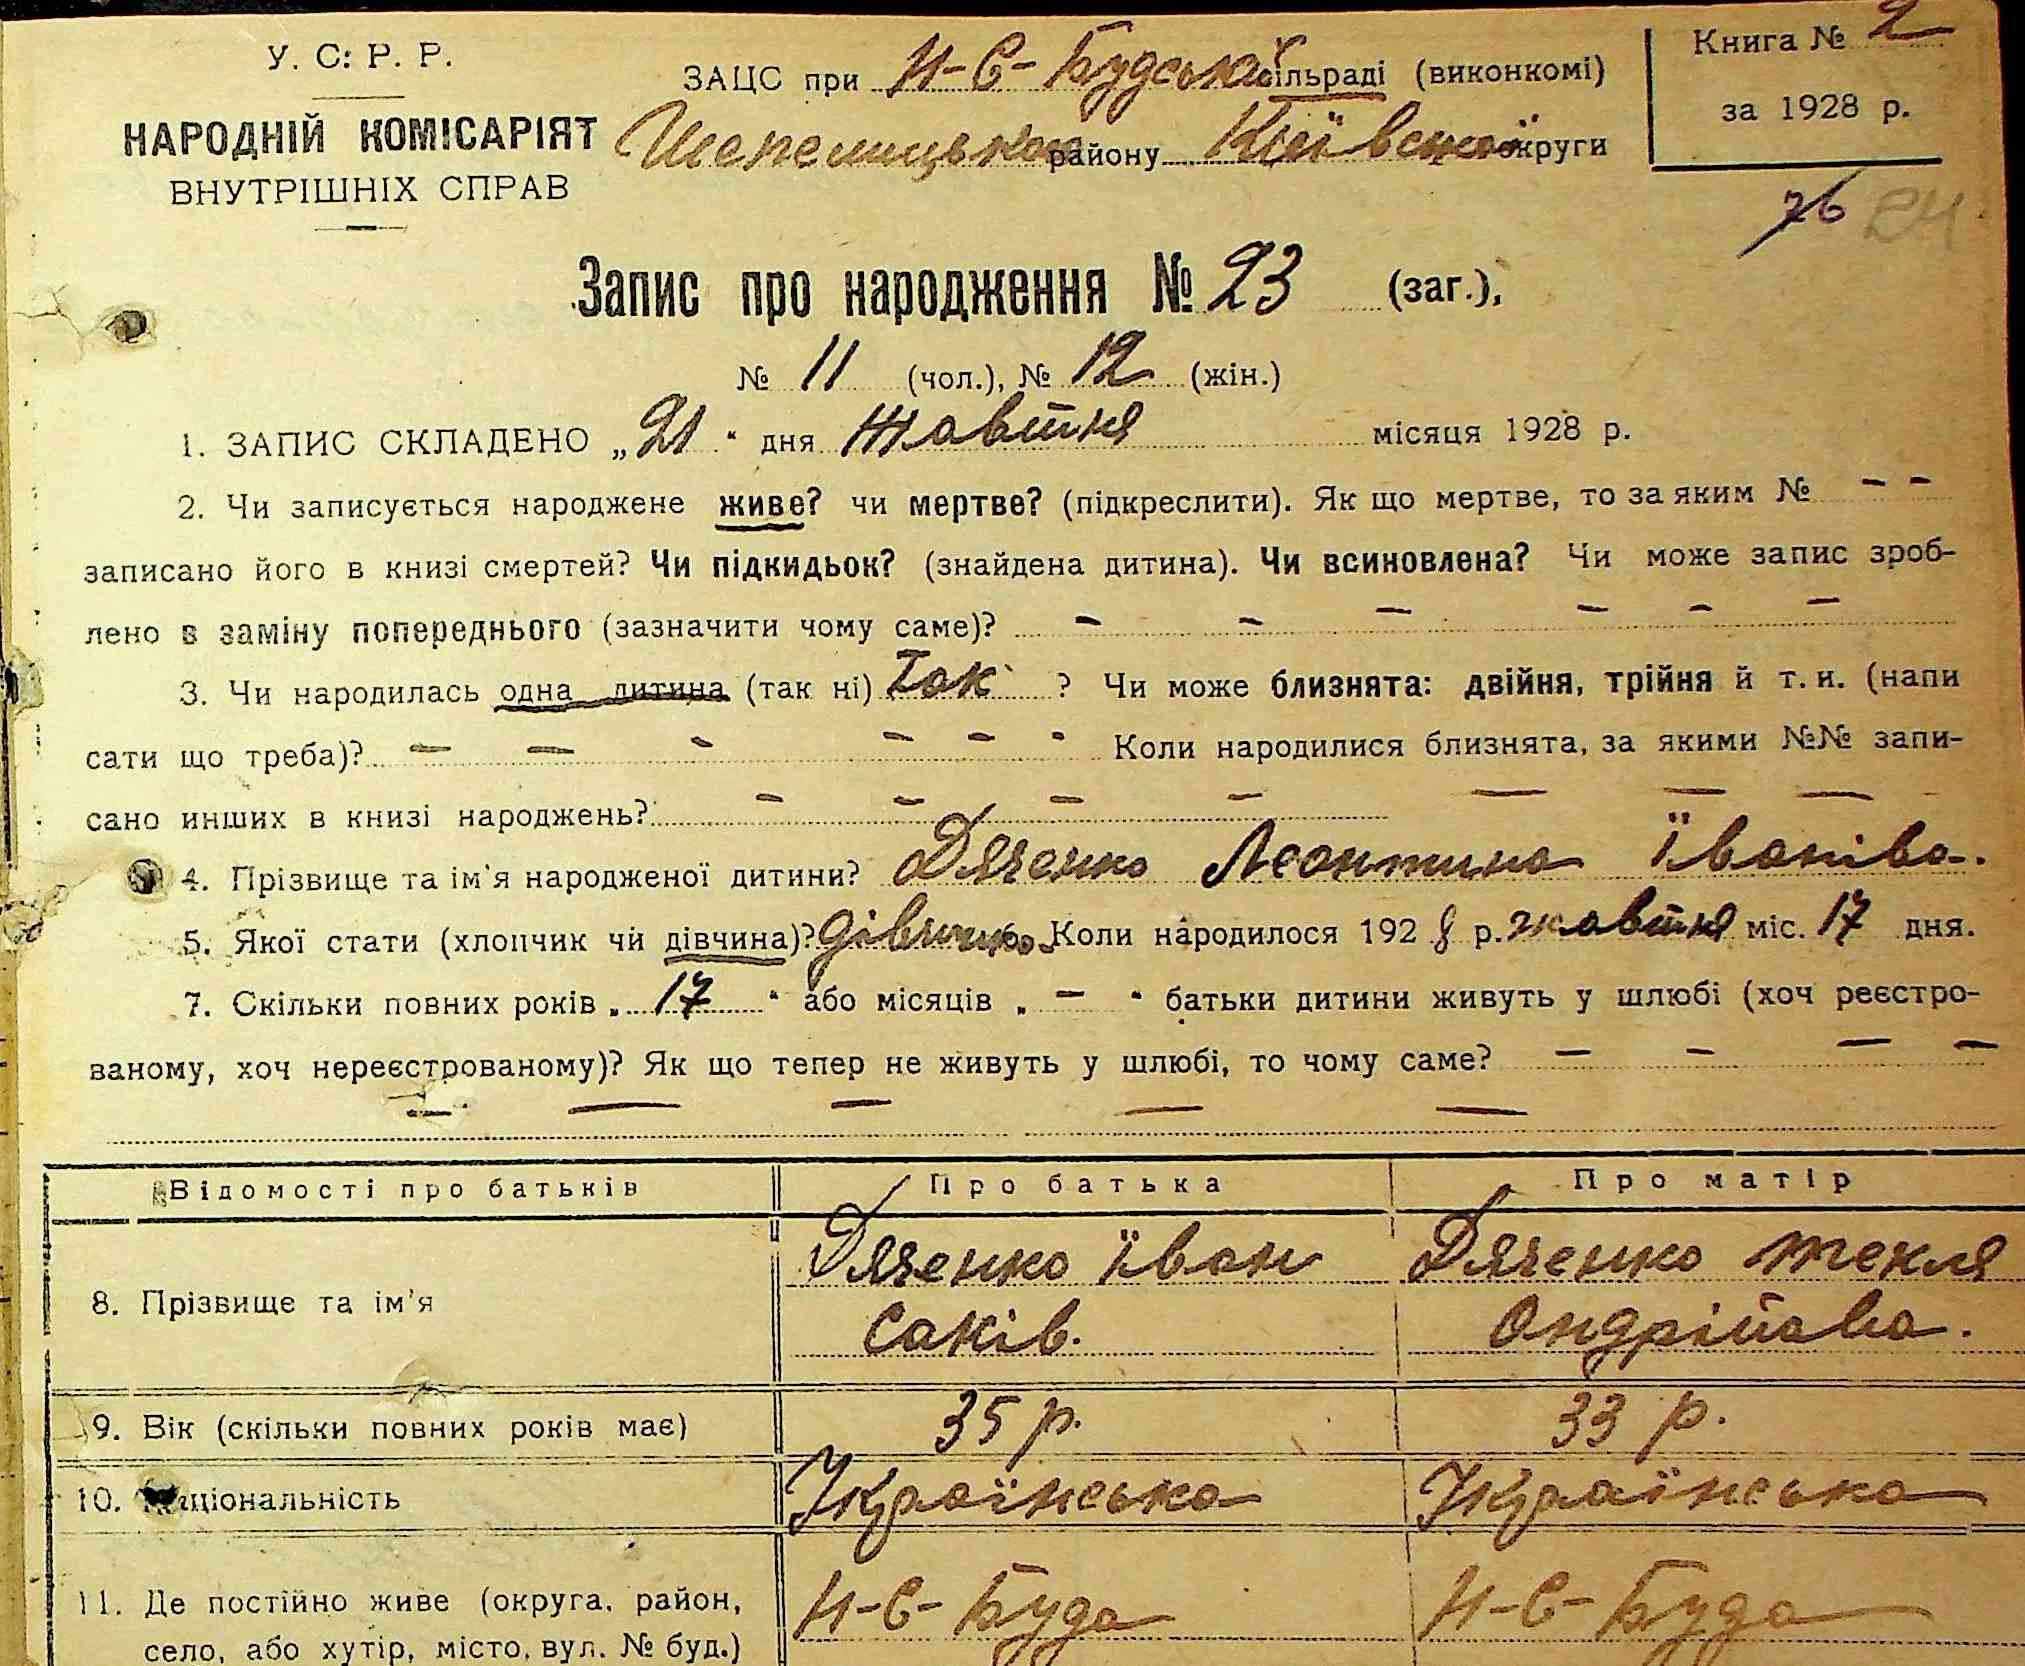 У. С. Р. Р.
НАРОДНІЙ КОМІСАРІЯТ
ВНУТРІШНІХ СПРАВ
ЗАЦС при Н-С-Будській сільраді (виконкомі)
Шепелицького району Київської округи
Книга № 2
за 1928 р.
76 24
Запис про народження № 23 (заг.),
№ 11 (чол.), № 12 (жін.)
1. ЗАПИС СКЛАДЕНО „21" дня Жовтня місяця 1928 р.
2. Чи записується народжене живе? чи мертве? (підкреслити). Як що мертве, то за яким № – –
записано його в книзі смертей? Чи підкидьок? (знайдена дитина). Чи всиновлена? Чи може запис зроб-
лено в заміну попереднього (зазначити чому саме)? – – – – – –
3. Чи народилась одна дитина (так ні) Так ? Чи може близнята: двійня, трійня й т. и. (напи
сати що треба)? – – – – – – Коли народилися близнята, за якими №№ запи-
сано инших в книзі народжень? – – – – – – –
4. Прізвище та ім'я народженої дитини? Дяченко Леонтина Їванівна.
5. Якої стати (хлопчик чи дівчина)? дівчина Коли народилося 1928 р. жовтня міс. 17 дня.
7. Скільки повних років „ 17 " або місяців „ – " батьки дитини живуть у шлюбі (хоч реєстро-
ваному, хоч нереєстрованому)? Як що тепер не живуть у шлюбі, то чому саме? – – – –
– – – – –
Відомості про батьків Про батька Про матір
8. Прізвище та ім'я Дяченко Їван Саків. Дяченко Текля Ондріїова.
9. Вік (скільки повних років має) 35 р. 33 р.
10. Національність Українська Українська
11. Де постійно живе (округа, район, Н-С-Буда Н-С-Буда
село, або хутір, місто, вул. № буд.)